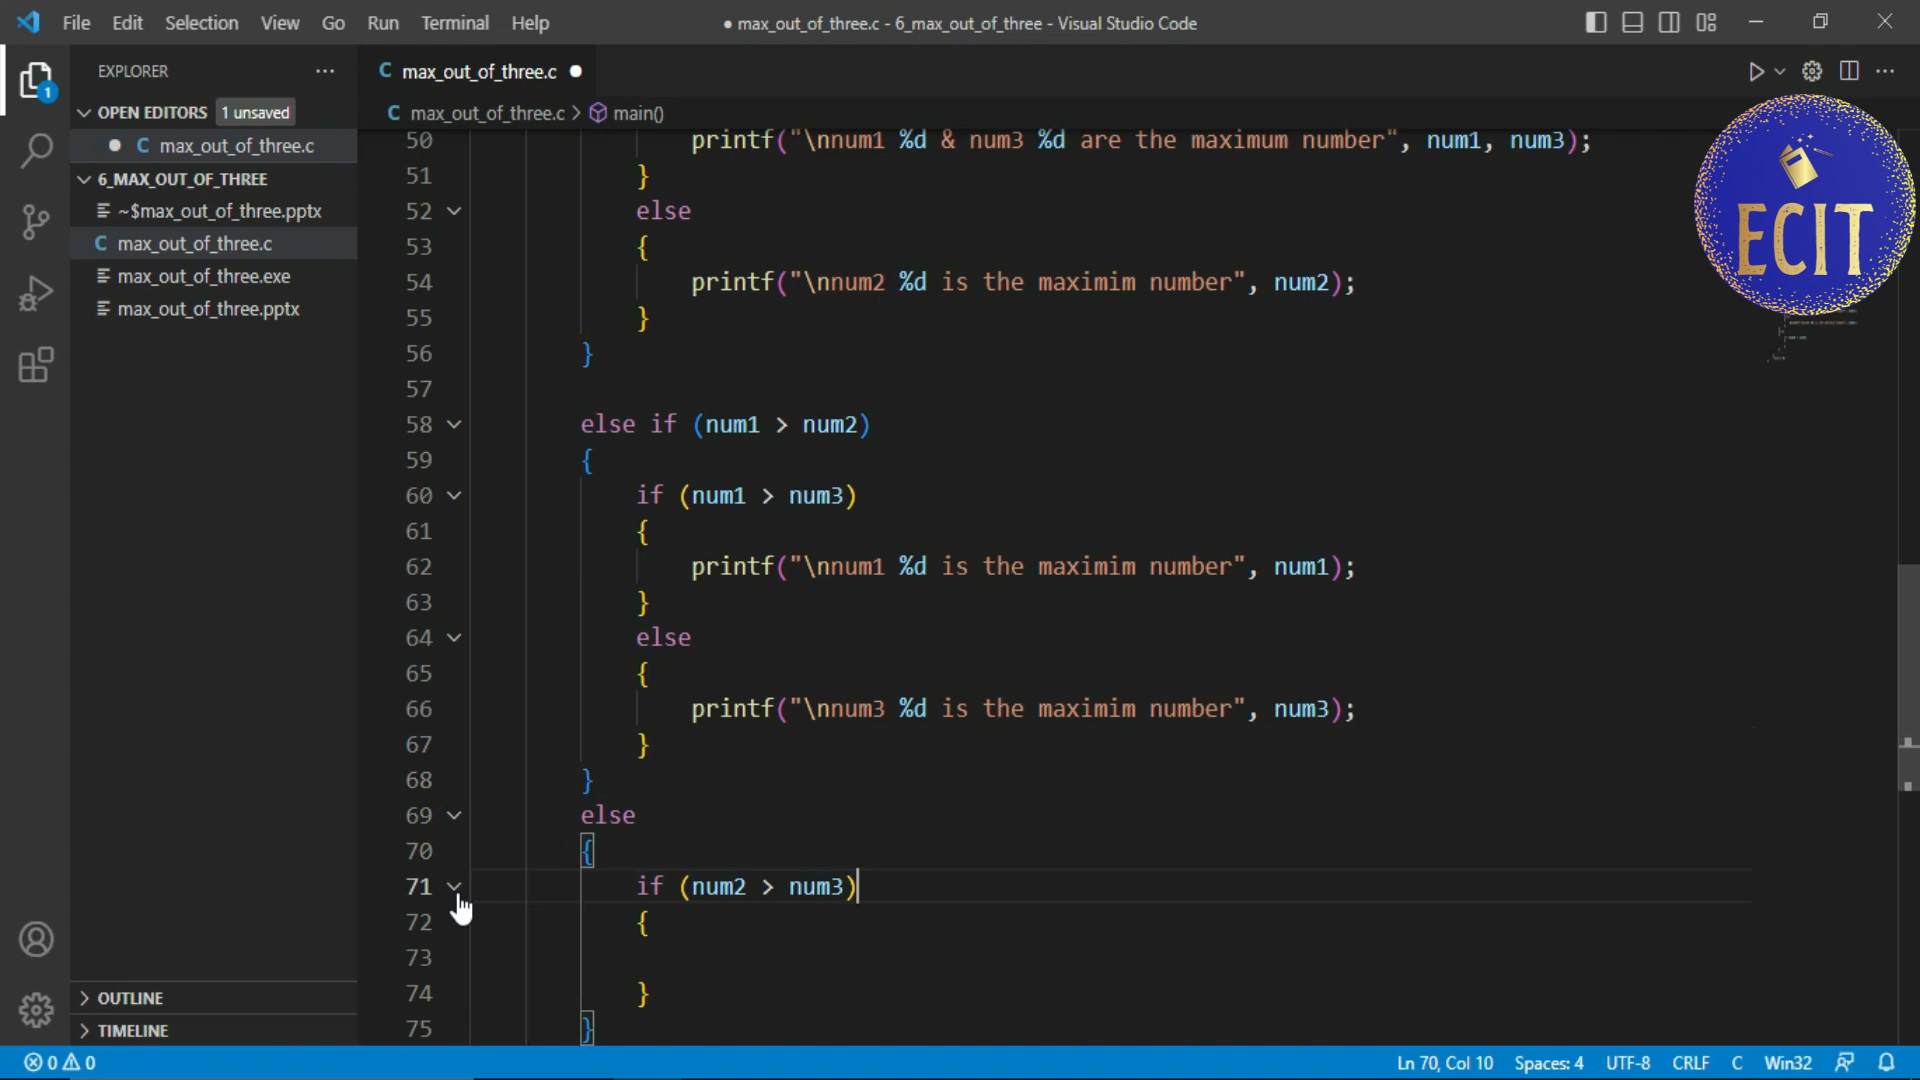 File Edit Selection View Go Run Terminal Help
● max_out_of_three.c - 6_max_out_of_three - Visual Studio Code
EXPLORER
OPEN EDITORS 1 unsaved
C max_out_of_three.c
6_MAX_OUT_OF_THREE
~$max_out_of_three.pptx
C max_out_of_three.c
max_out_of_three.exe
max_out_of_three.pptx
OUTLINE
TIMELINE
1
C max_out_of_three.c ●
C max_out_of_three.c > main()
50 printf("\nnum1 %d & num3 %d are the maximum number", num1, num3);
51 }
52 else
53 {
54 printf("\nnum2 %d is the maximim number", num2);
55 }
56 }
57
58 else if (num1 > num2)
59 {
60 if (num1 > num3)
61 {
62 printf("\nnum1 %d is the maximim number", num1);
63 }
64 else
65 {
66 printf("\nnum3 %d is the maximim number", num3);
67 }
68 }
69 else
70 {
71 if (num2 > num3)
72 {
73
74 }
75 }
ECIT
0 0
Ln 70, Col 10 Spaces: 4 UTF-8 CRLF C Win32